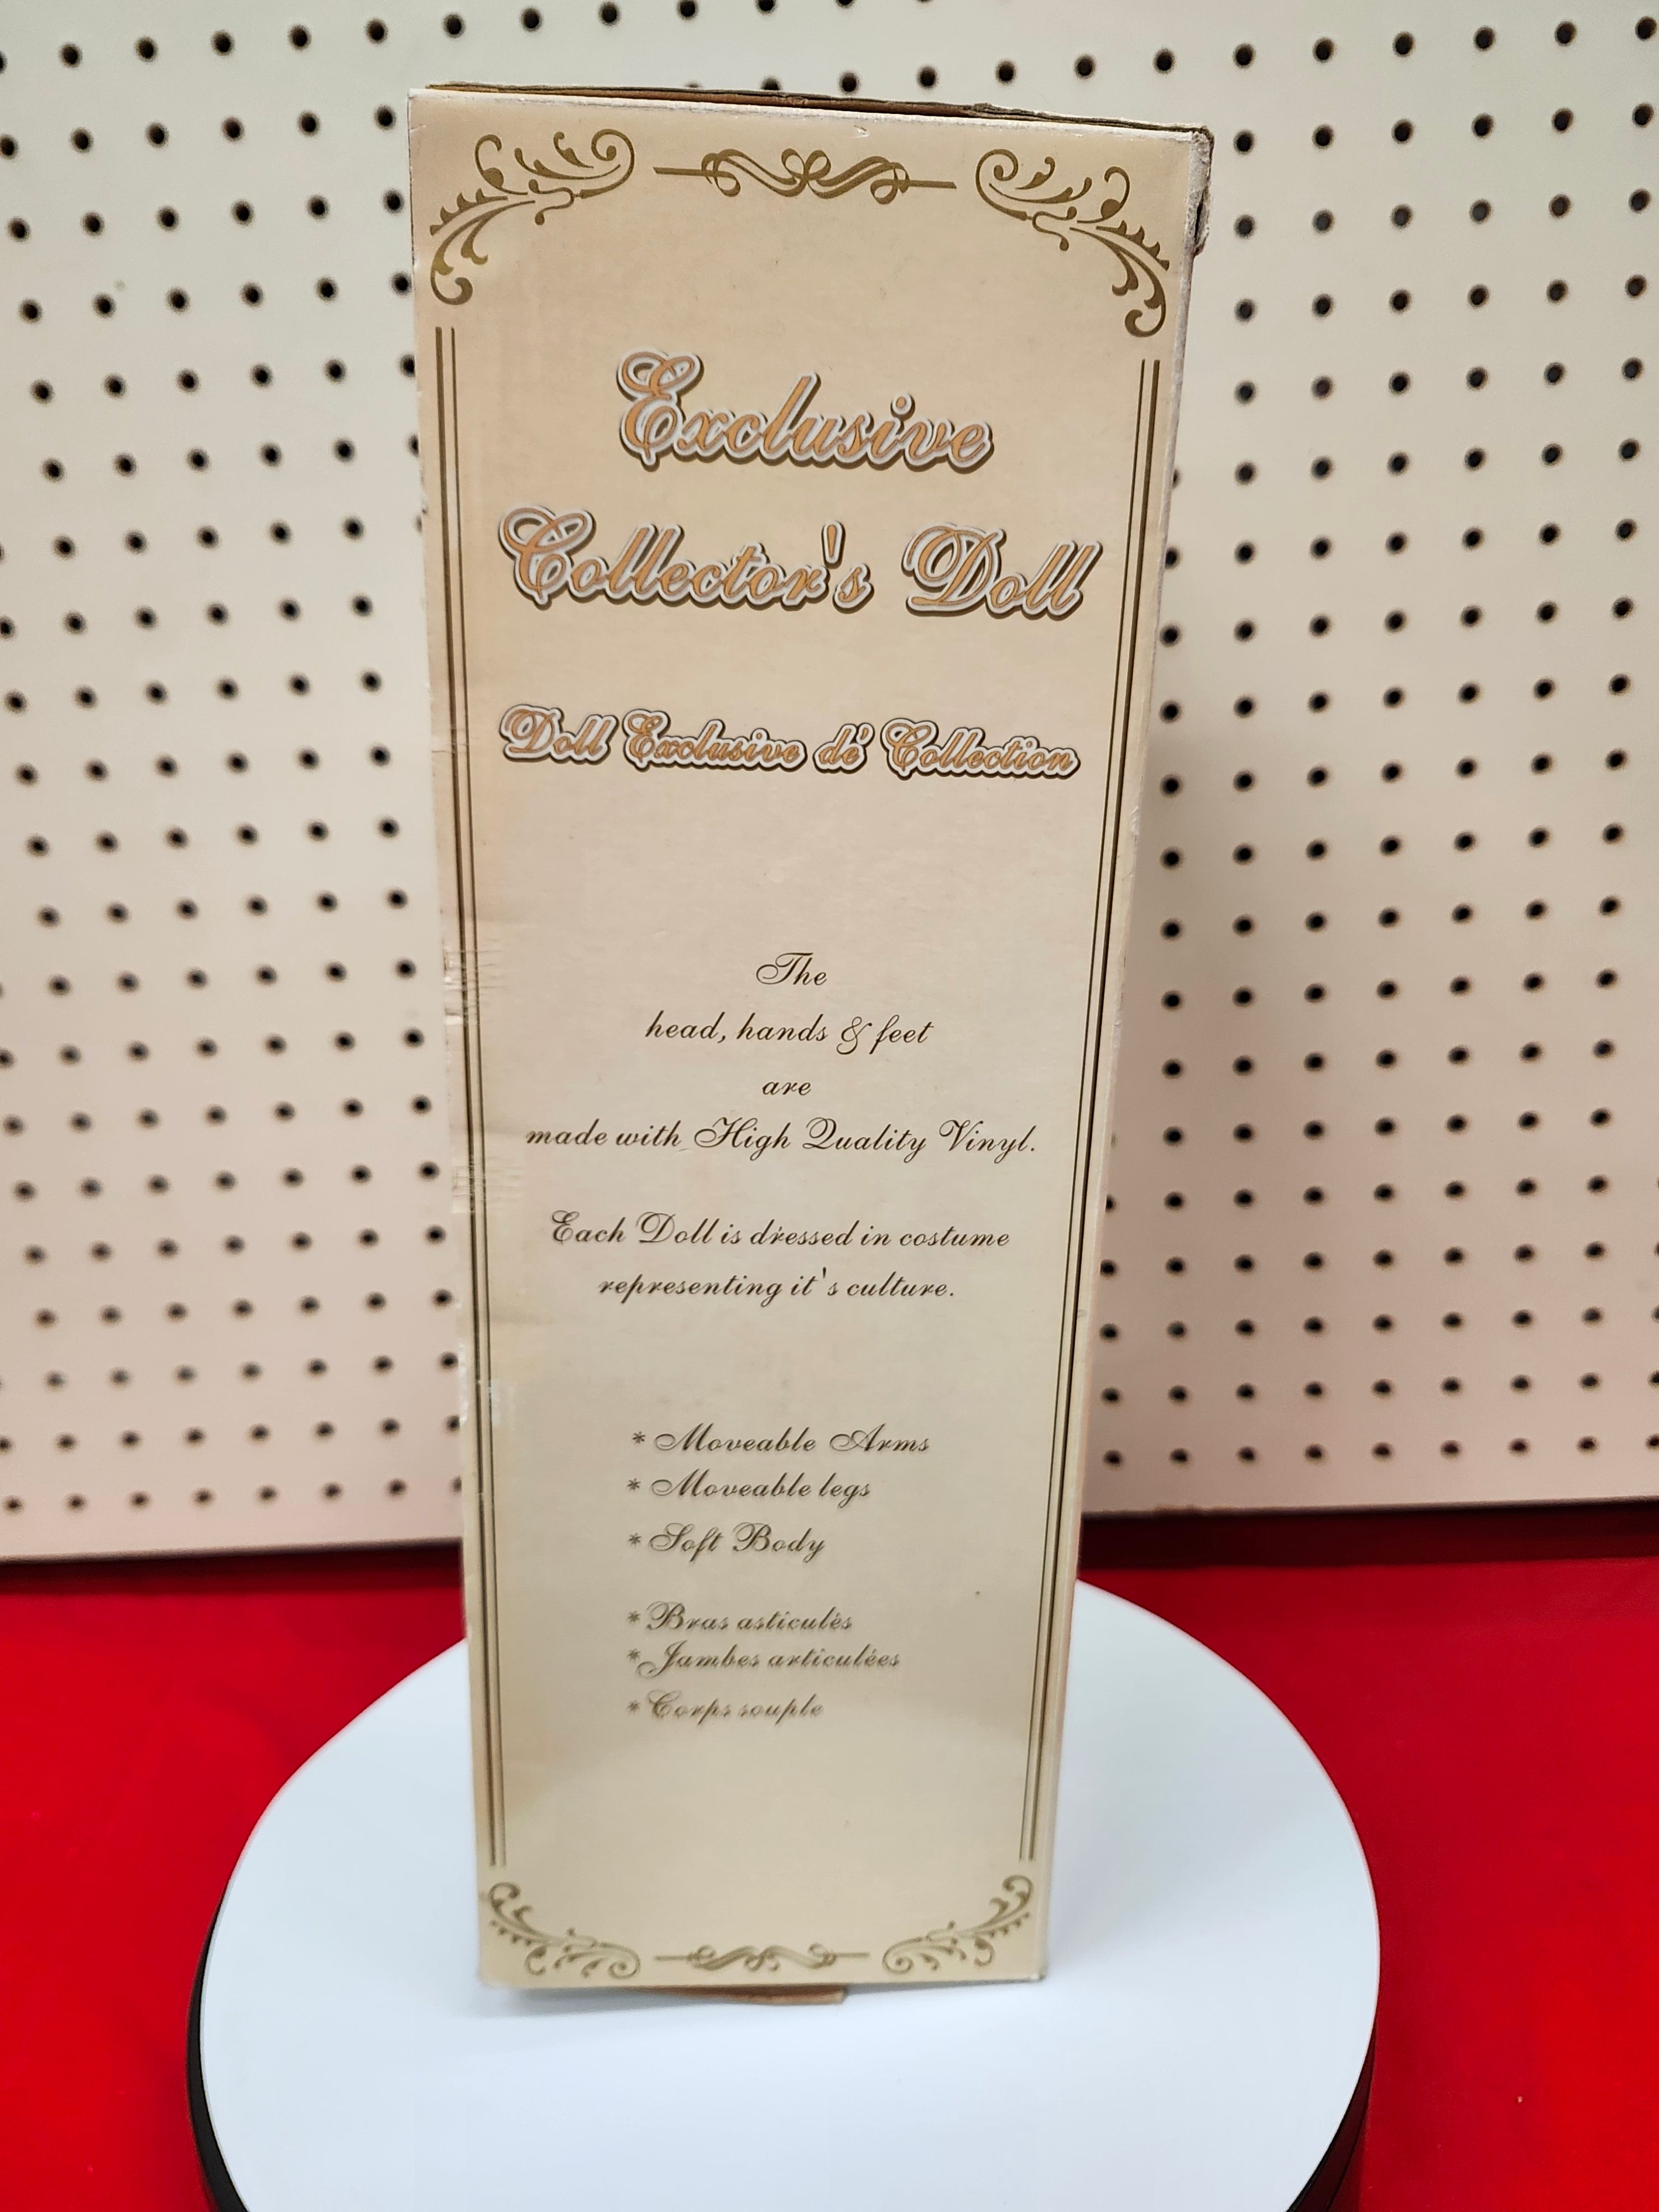 Exclusive
Collector's Doll
Doll Exclusive dé Collection
The
head, hands & feet
are
made with High Quality Vinyl.
Each Doll is dressed in costume
representing it's culture.
* Moveable Arms
* Moveable legs
* Soft Body
* Bras asticulés
* Jambes articulées
* Corps souple